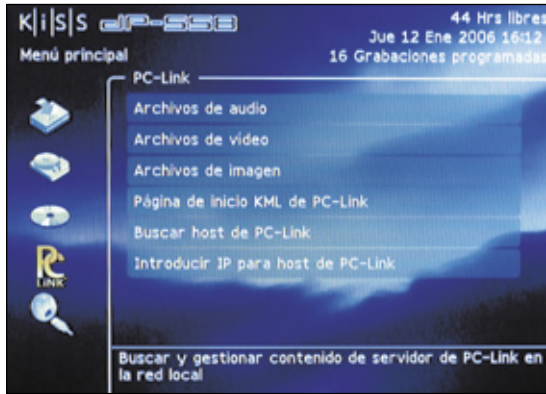 KiSS DP-558
44 Hrs libres
Jue 12 Ene 2006 16:12
Menú principal
16 Grabaciones programadas
PC-Link
Archivos de audio
Archivos de vídeo
Archivos de imagen
Página de inicio KML de PC-Link
Buscar host de PC-Link
Introducir IP para host de PC-Link
PC
LINK
Buscar y gestionar contenido de servidor de PC-Link en
la red local